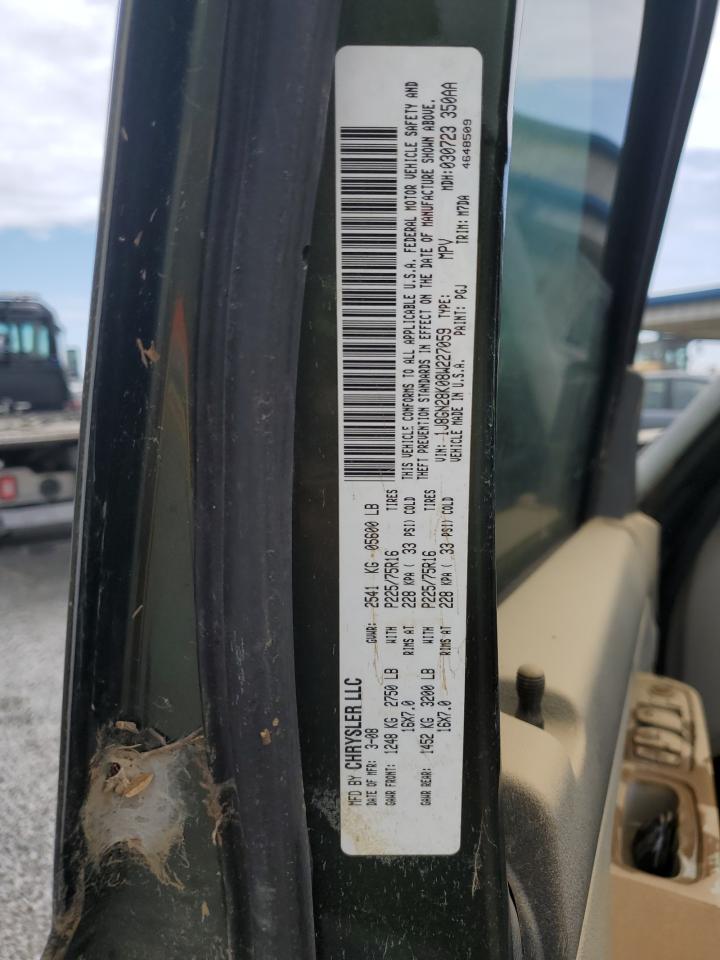 MFD BY CHRYSLER LLC
DATE OF MFR: 3-08 GVWR: 2541 KG 05600 LB
GAWR FRONT: 1248 KG 2750 LB WITH P225/75R16 TIRES
16X7.0 RIMS AT 228 KPA ( 33 PSI) COLD
GAWR REAR: 1452 KG 3200 LB WITH P225/75R16 TIRES
16X7.0 RIMS AT 228 KPA ( 33 PSI) COLD
THIS VEHICLE CONFORMS TO ALL APPLICABLE U.S.A. FEDERAL MOTOR VEHICLE SAFETY AND
THEFT PREVENTION STANDARDS IN EFFECT ON THE DATE OF MANUFACTURE SHOWN ABOVE.
VIN: 1J8GN28K08W227059 TYPE: MPV MDH: 030723 350AA
VEHICLE MADE IN U.S.A. PAINT: PGJ TRIM: M7DA 4648509